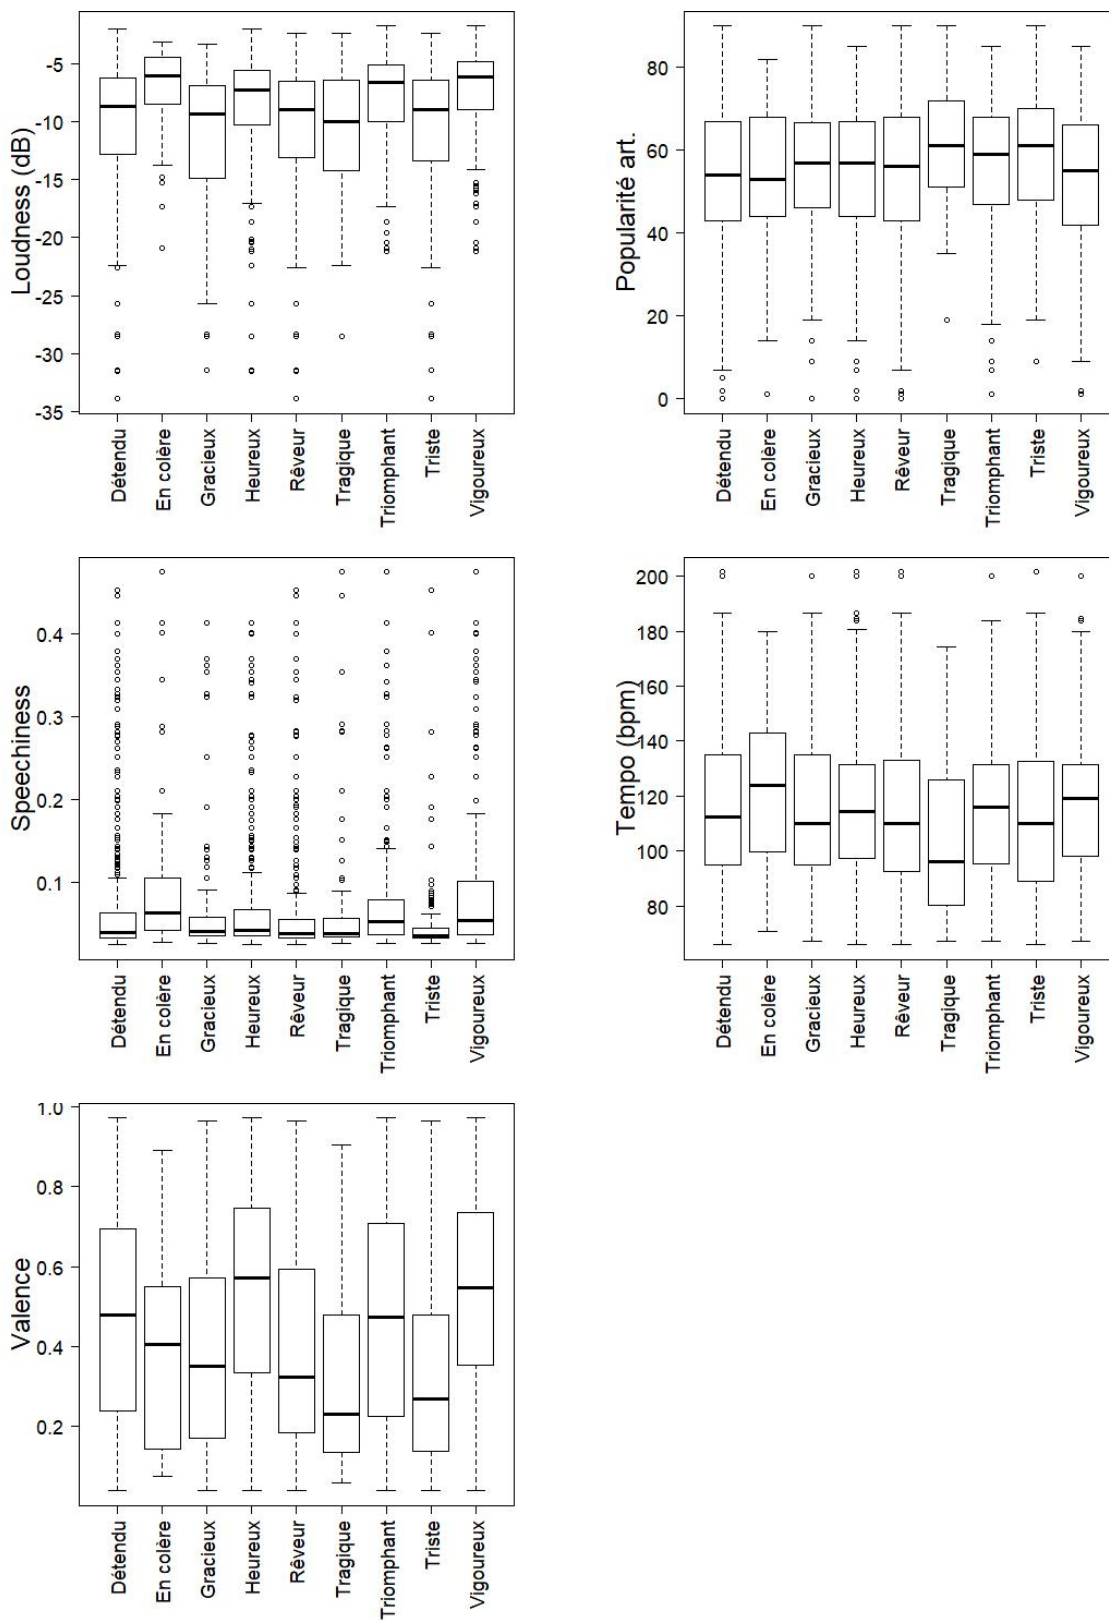 Loudness (dB)
-5
-10
-15
-20
-25
-30
-35
Détendu
En colère
Gracieux
Heureux
Rêveur
Tragique
Triomphant
Triste
Vigoureux
Popularité art.
80
60
40
20
0
Détendu
En colère
Gracieux
Heureux
Rêveur
Tragique
Triomphant
Triste
Vigoureux
Speechiness
0.4
0.3
0.2
0.1
Détendu
En colère
Gracieux
Heureux
Rêveur
Tragique
Triomphant
Triste
Vigoureux
Tempo (bpm)
200
180
160
140
120
100
80
Détendu
En colère
Gracieux
Heureux
Rêveur
Tragique
Triomphant
Triste
Vigoureux
Valence
1.0
0.8
0.6
0.4
0.2
Détendu
En colère
Gracieux
Heureux
Rêveur
Tragique
Triomphant
Triste
Vigoureux